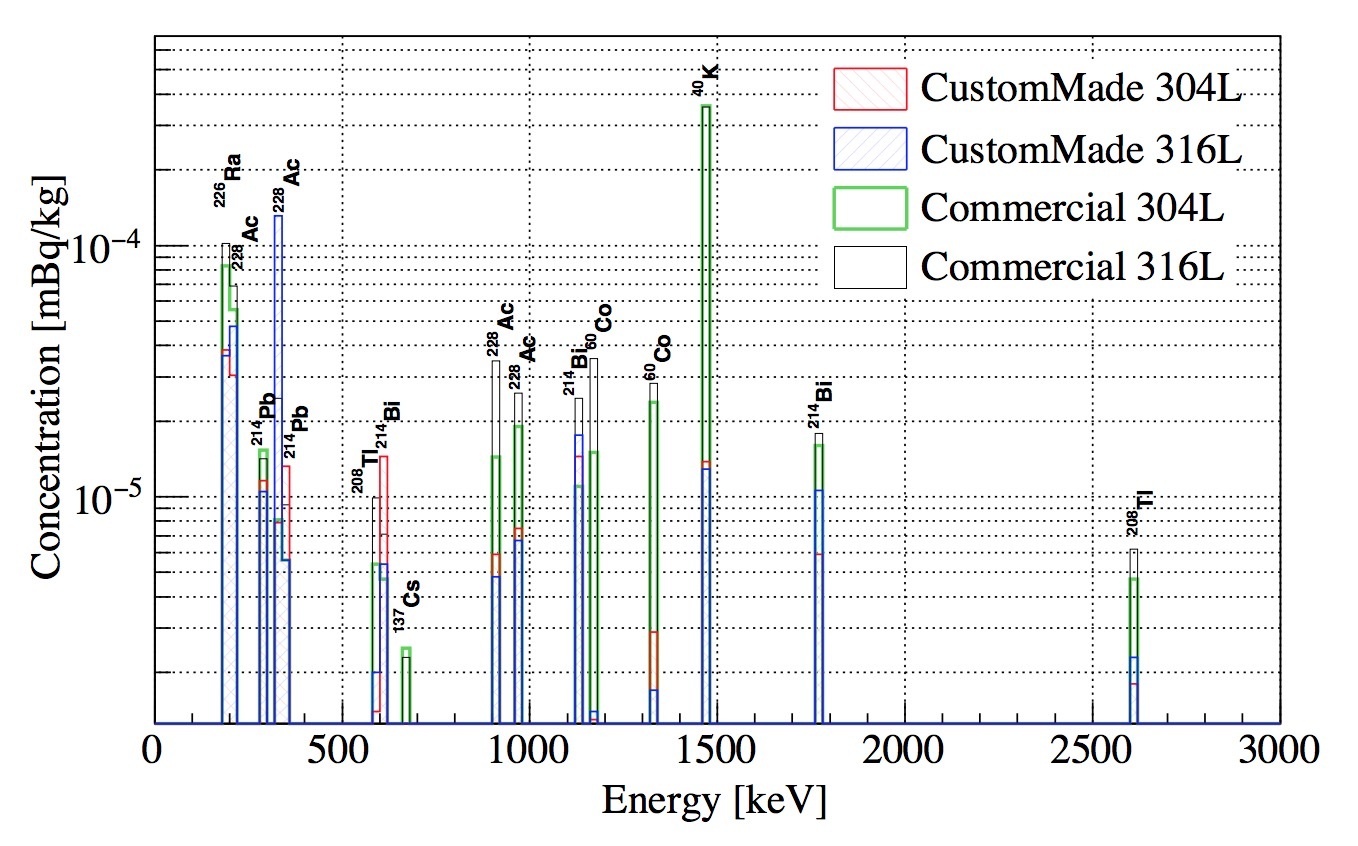 CustomMade 304L
CustomMade 316L
Commercial 304L
Commercial 316L
Concentration [mBq/kg]
10⁻⁴
10⁻⁵
²²⁶Ra
²²⁸Ac
²²⁸Ac
²¹⁴Pb
²¹⁴Pb
²⁰⁸Tl
²¹⁴Bi
¹³⁷Cs
²²⁸Ac
²²⁸Ac
²¹⁴Bi
⁶⁰Co
⁶⁰Co
⁴⁰K
²¹⁴Bi
²⁰⁸Tl
0 500 1000 1500 2000 2500 3000
Energy [keV]